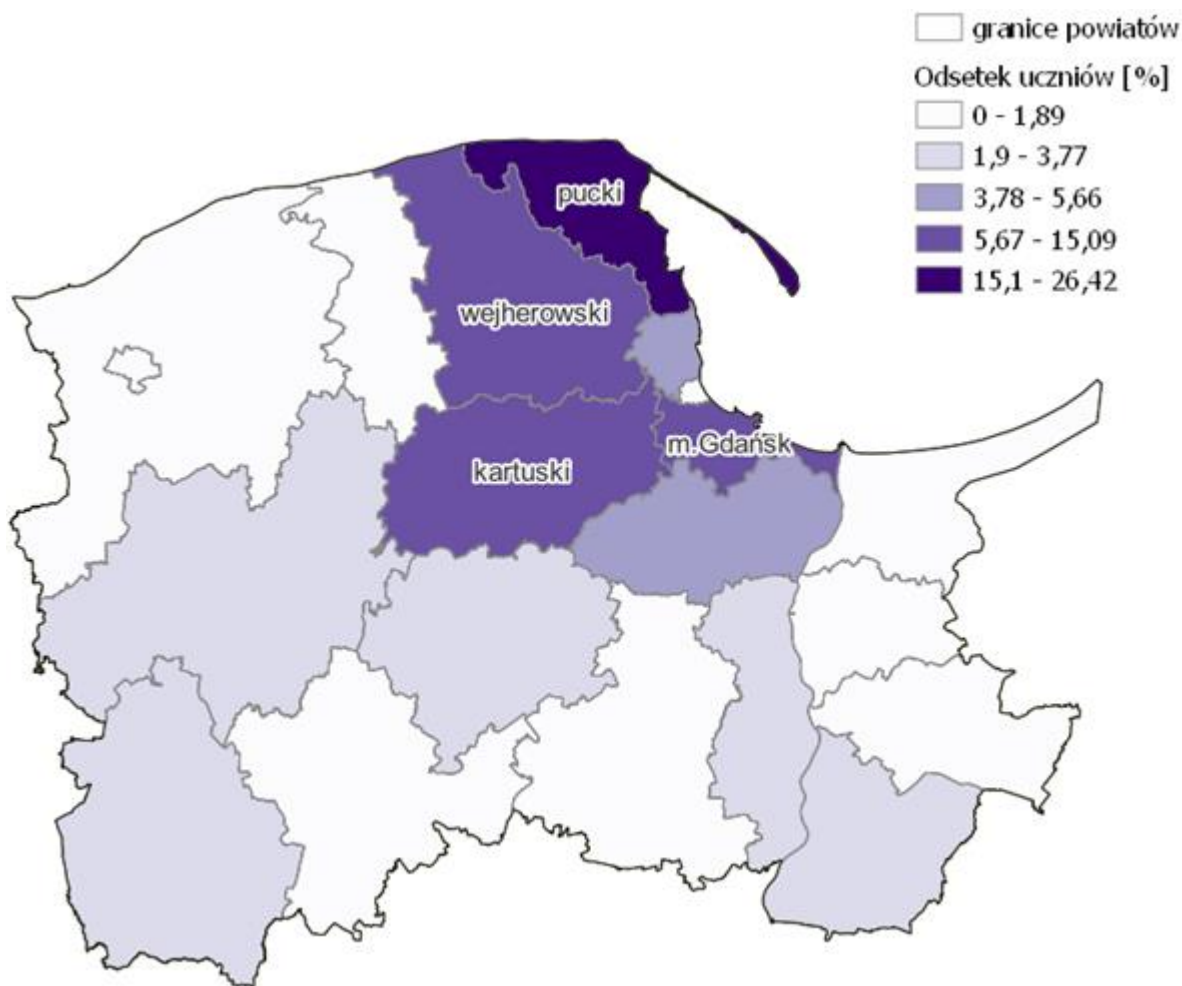 granice powiatów
Odsetek uczniów [%]
0 - 1,89
1,9 - 3,77
3,78 - 5,66
5,67 - 15,09
15,1 - 26,42
pucki
wejherowski
m.Gdańsk
kartuski